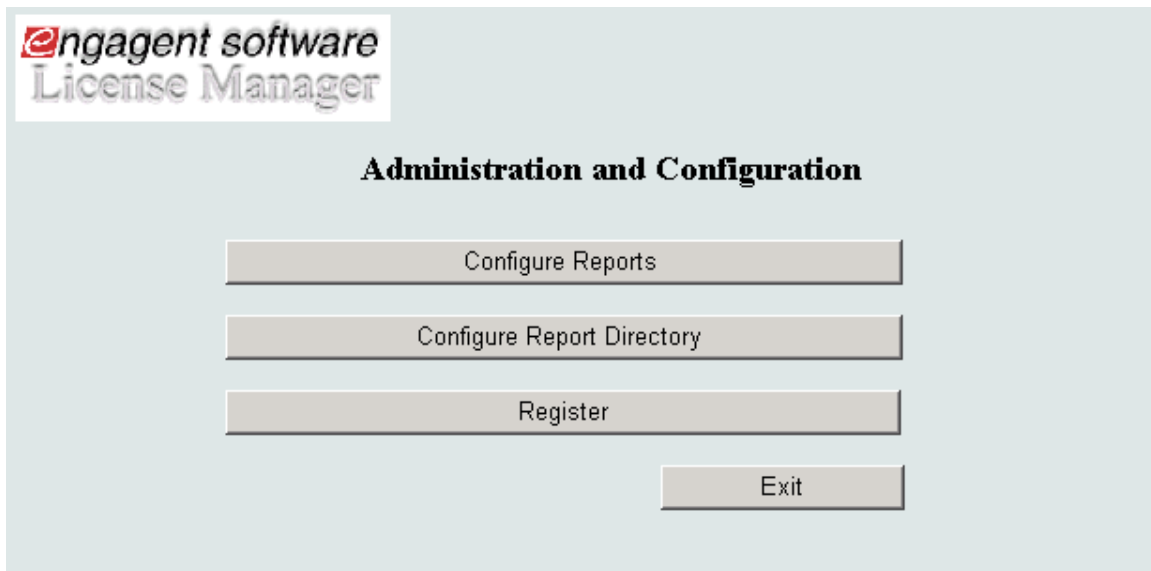 engagent software
License Manager
Administration and Configuration
Configure Reports
Configure Report Directory
Register
Exit